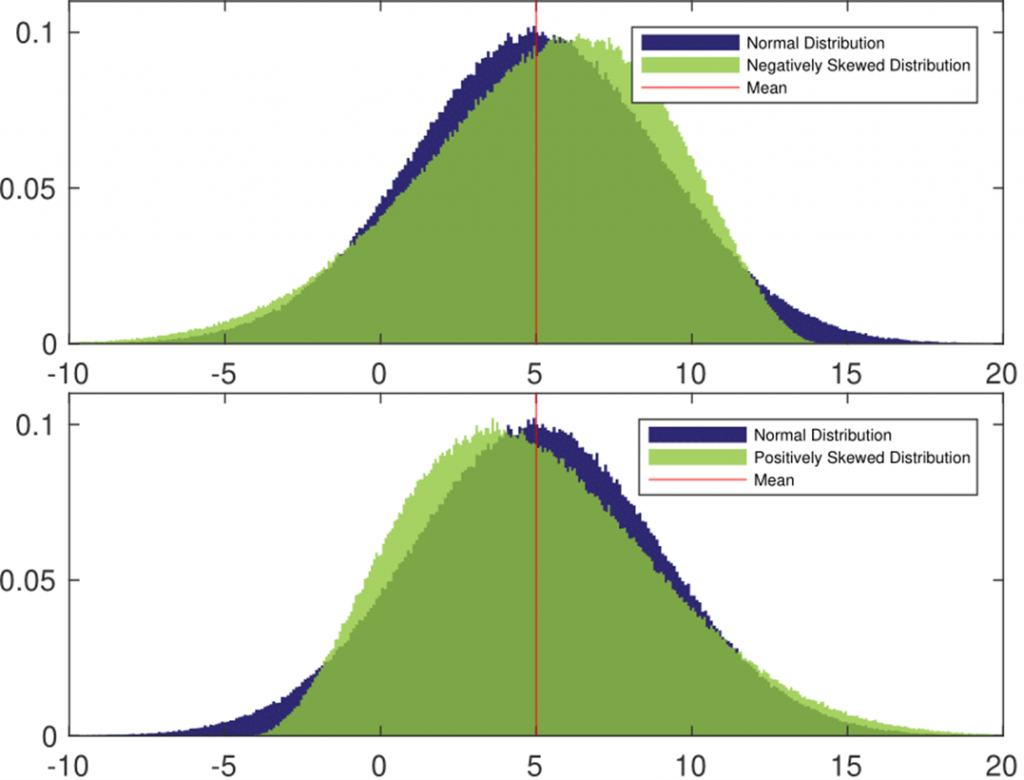 0.1
Normal Distribution
Negatively Skewed Distribution
Mean
0.05
0
-10 -5 0 5 10 15 20
0.1
Normal Distribution
Positively Skewed Distribution
Mean
0.05
0
-10 -5 0 5 10 15 20